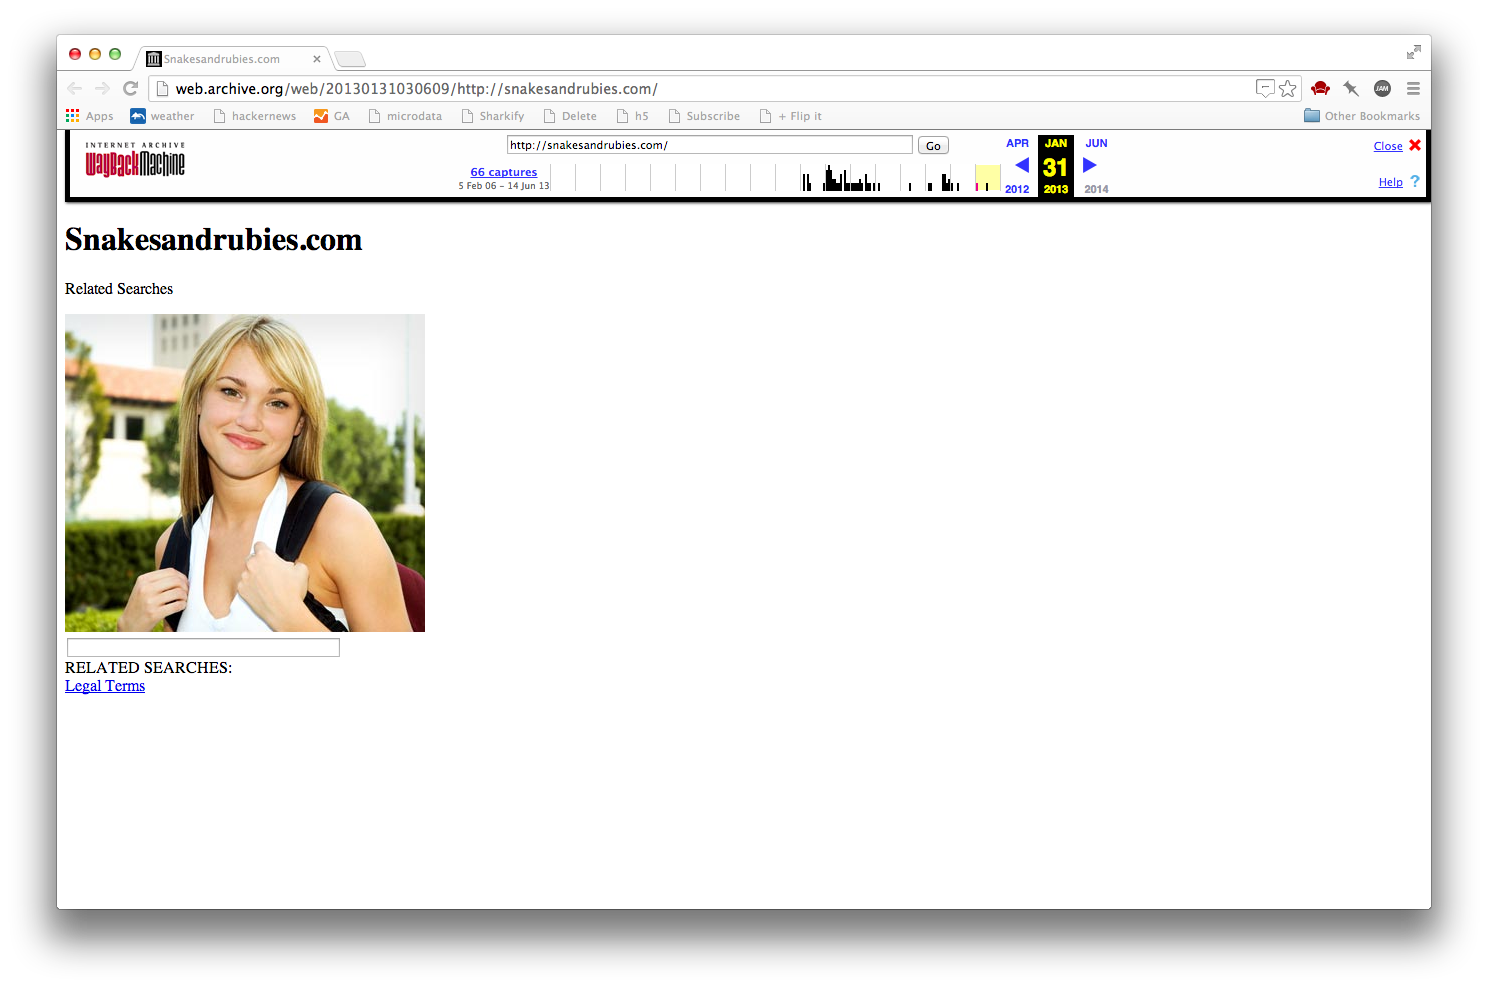 Snakesandrubies.com
web.archive.org/web/20130131030609/http://snakesandrubies.com/
Apps weather hackernews GA microdata Sharkify Delete h5 Subscribe + Flip it Other Bookmarks
INTERNET ARCHIVE
WayBackMachine
http://snakesandrubies.com/ Go
66 captures
5 Feb 06 - 14 Jun 13
APR JAN JUN
31
2012 2013 2014
Close
Help ?
Snakesandrubies.com
Related Searches
RELATED SEARCHES:
Legal Terms